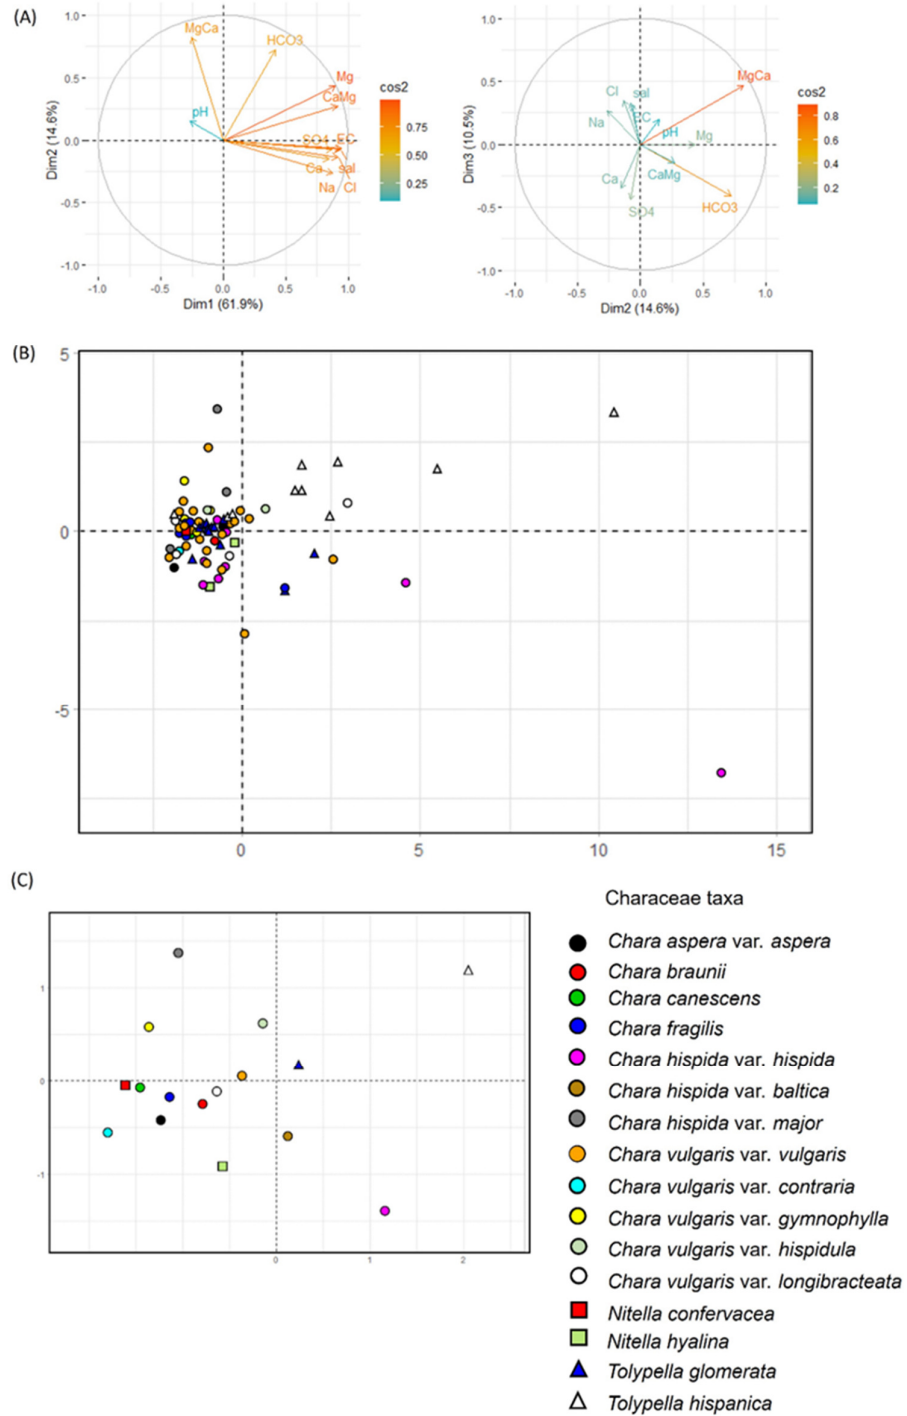 (A)
1.0
0.5
0.0
-0.5
-1.0
Dim2 (14.6%)
MgCa
HCO3
Mg
CaMg
pH
SO4
EC
Ca
sal
Na
Cl
-1.0
-0.5
0.0
0.5
1.0
Dim1 (61.9%)
cos2
0.75
0.50
0.25
1.0
0.5
0.0
-0.5
-1.0
Dim3 (10.5%)
MgCa
Cl
sal
Na
EC
pH
Mg
Ca
CaMg
SO4
HCO3
-1.0
-0.5
0.0
0.5
1.0
Dim2 (14.6%)
cos2
0.8
0.6
0.4
0.2
(B)
5
0
-5
0
5
10
15
(C)
1
0
-1
0
1
2
Characeae taxa
Chara aspera var. aspera
Chara braunii
Chara canescens
Chara fragilis
Chara hispida var. hispida
Chara hispida var. baltica
Chara hispida var. major
Chara vulgaris var. vulgaris
Chara vulgaris var. contraria
Chara vulgaris var. gymnophylla
Chara vulgaris var. hispidula
Chara vulgaris var. longibracteata
Nitella confervacea
Nitella hyalina
Tolypella glomerata
Tolypella hispanica